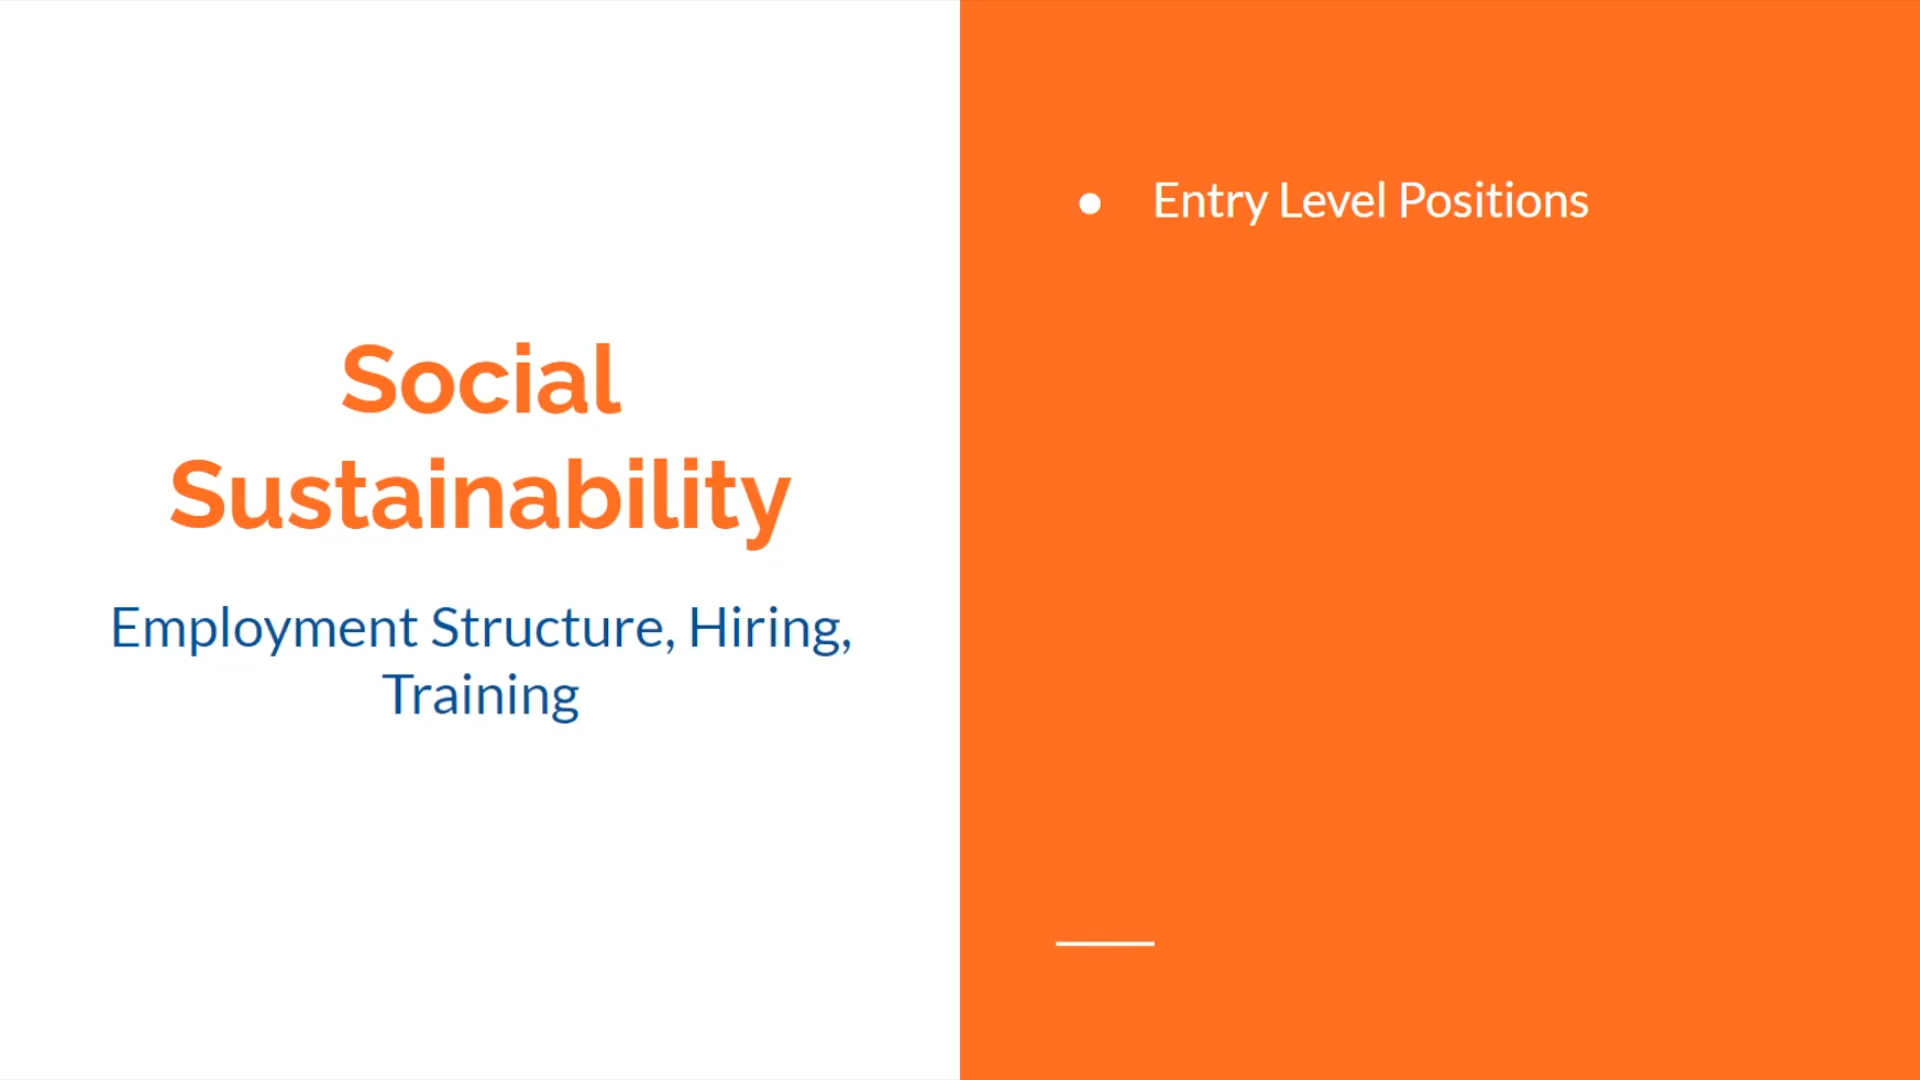 Social
Sustainability
Employment Structure, Hiring,
Training
● Entry Level Positions